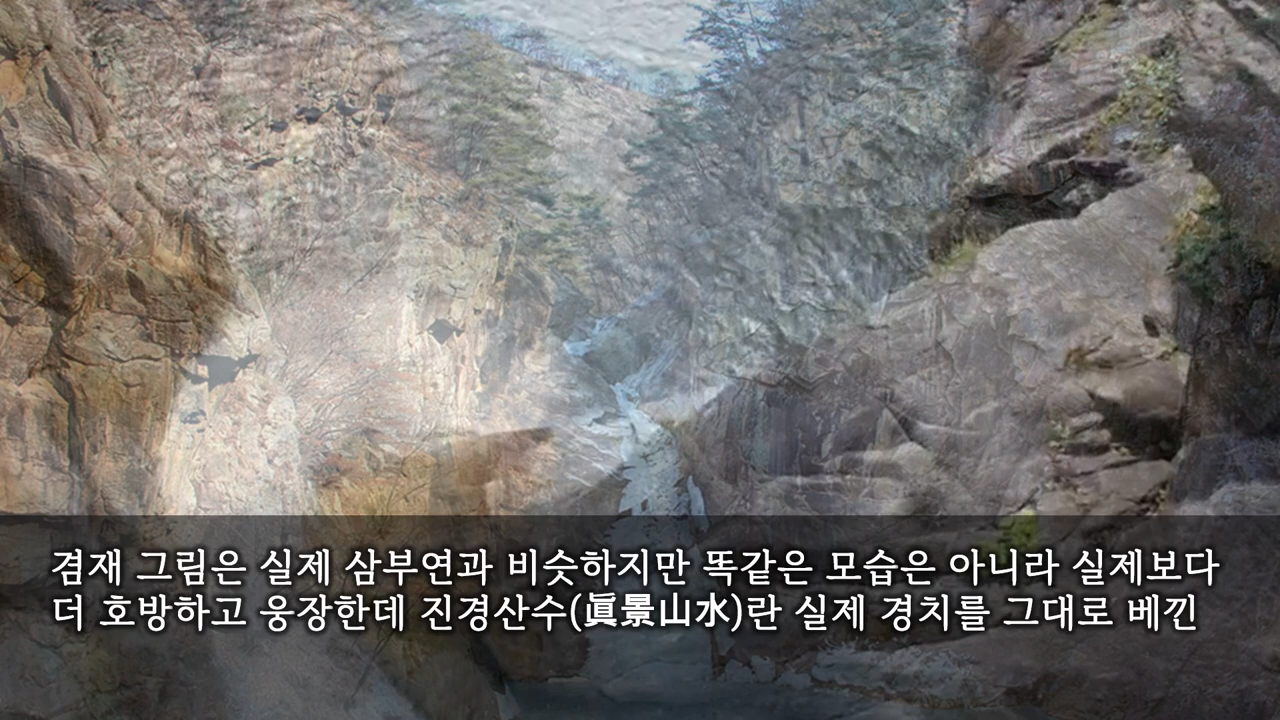 겸재 그림은 실제 삼부연과 비슷하지만 똑같은 모습은 아니라 실제보다
더 호방하고 웅장한데 진경산수(眞景山水)란 실제 경치를 그대로 베낀